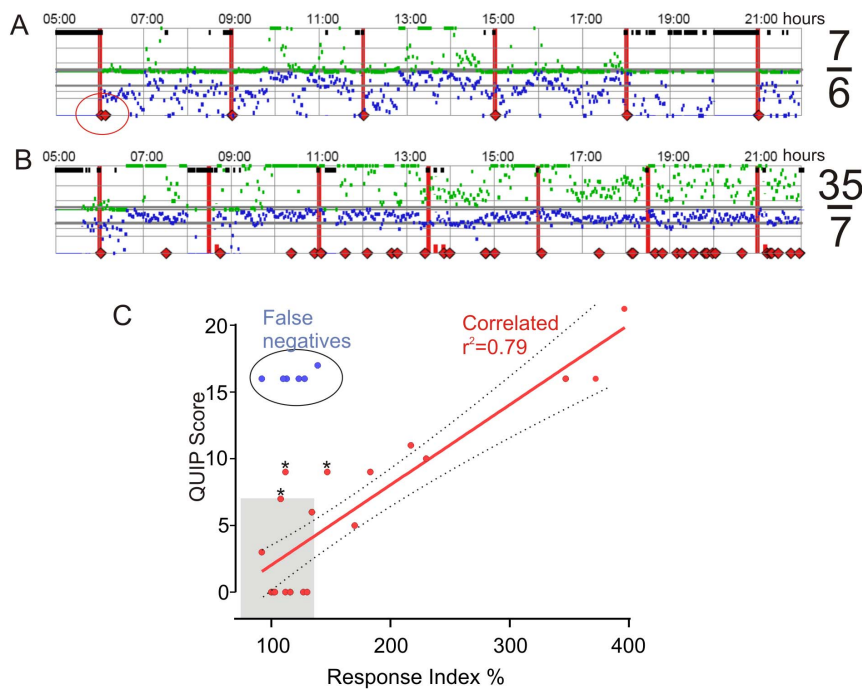 A
05:00 07:00 09:00 11:00 13:00 15:00 17:00 19:00 21:00 hours
7
6
B
05:00 07:00 09:00 11:00 13:00 15:00 17:00 19:00 21:00 hours
35
7
C
False
negatives
Correlated
r²=0.79
QUIP Score
20
15
10
5
0
*
*
*
100 200 300 400
Response Index %